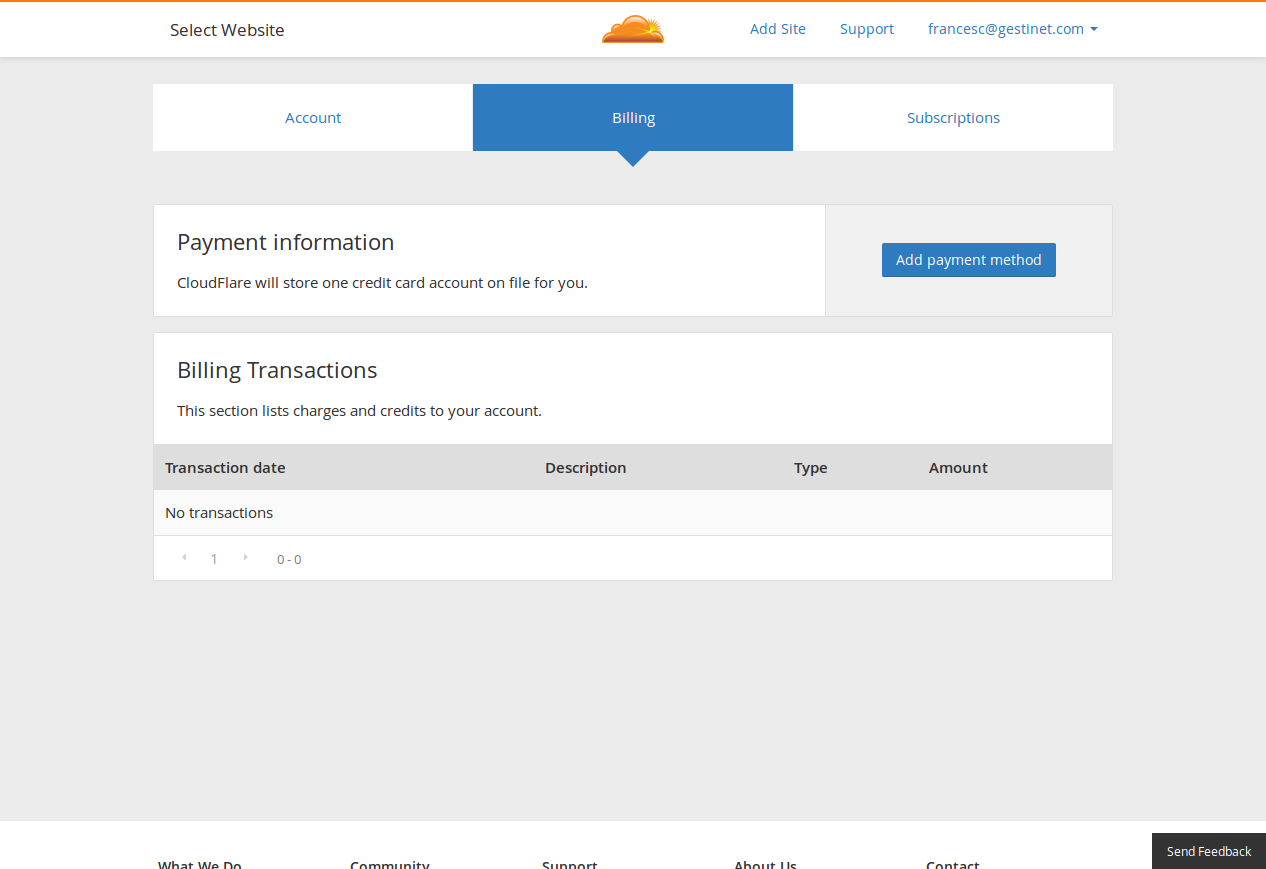 Select Website
Add Site
Support
francesc@gestinet.com
Account
Billing
Subscriptions
Payment information
CloudFlare will store one credit card account on file for you.
Add payment method
Billing Transactions
This section lists charges and credits to your account.
Transaction date Description Type Amount
No transactions
1 0 - 0
What We Do Community Support About Us Contact
Send Feedback